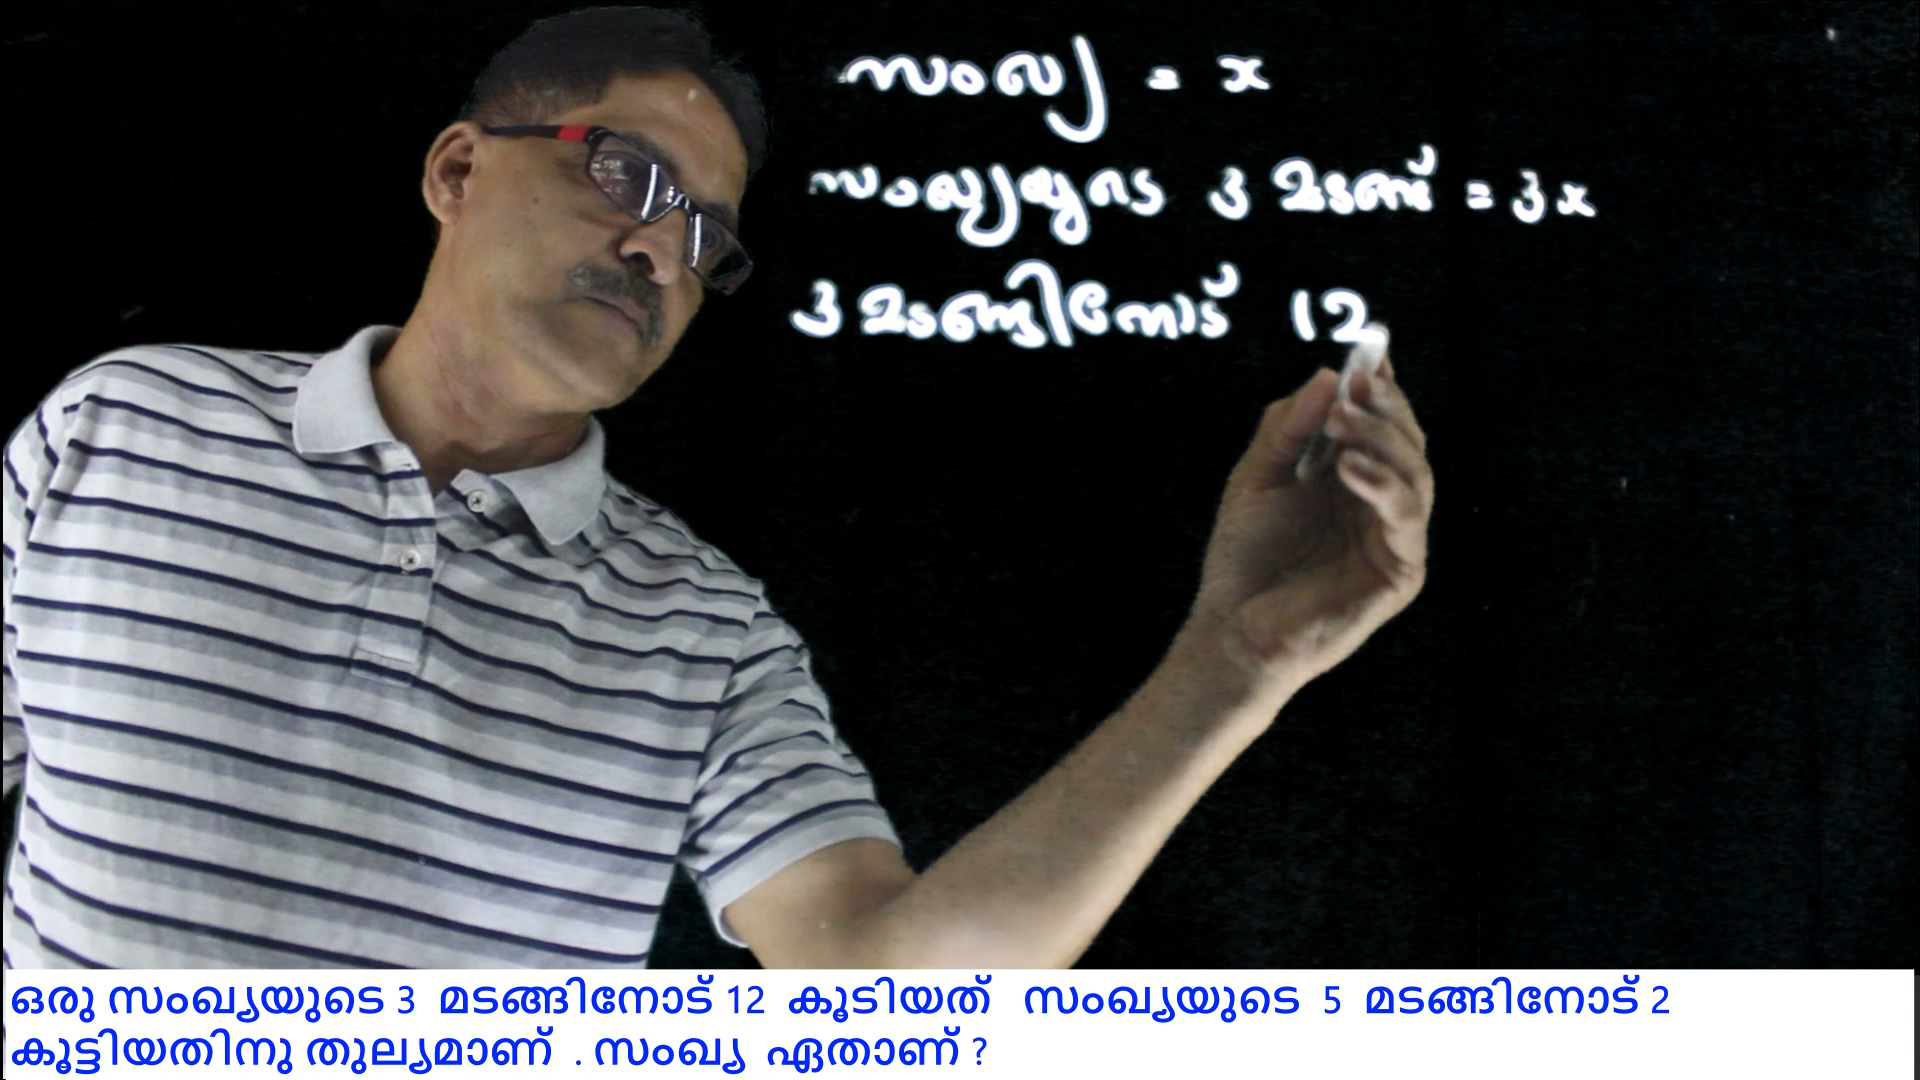 സംഖ്യ = x
സംഖ്യയുടെ 3 മടങ്ങ് = 3x
3 മടങ്ങിനോട് 12
ഒരു സംഖ്യയുടെ 3 മടങ്ങിനോട് 12 കൂടിയത് സംഖ്യയുടെ 5 മടങ്ങിനോട് 2
കൂട്ടിയതിനു തുല്യമാണ് . സംഖ്യ ഏതാണ് ?